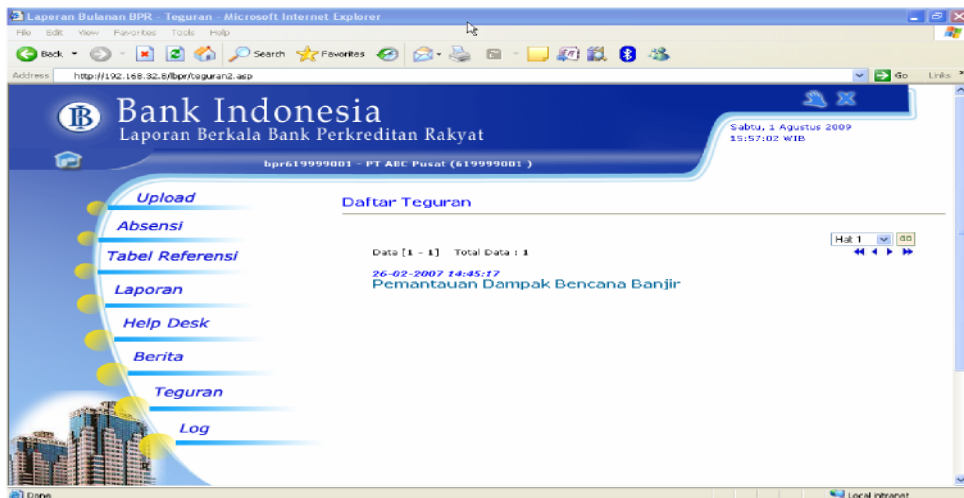 Laporan Bulanan BPR - Teguran - Microsoft Internet Explorer
File Edit View Favorites Tools Help
Back Search Favorites
Address http://192.168.32.8/lbpr/teguran2.asp Go Links
Bank Indonesia
Laporan Berkala Bank Perkreditan Rakyat
Sabtu, 1 Agustus 2009
15:57:02 WIB
bpr619999001 - PT ABC Pusat (619999001 )
Upload
Absensi
Tabel Referensi
Laporan
Help Desk
Berita
Teguran
Log
Daftar Teguran
Hal 1 GO
Data [1 - 1] Total Data : 1
26-02-2007 14:45:17
Pemantauan Dampak Bencana Banjir
Done Local intranet